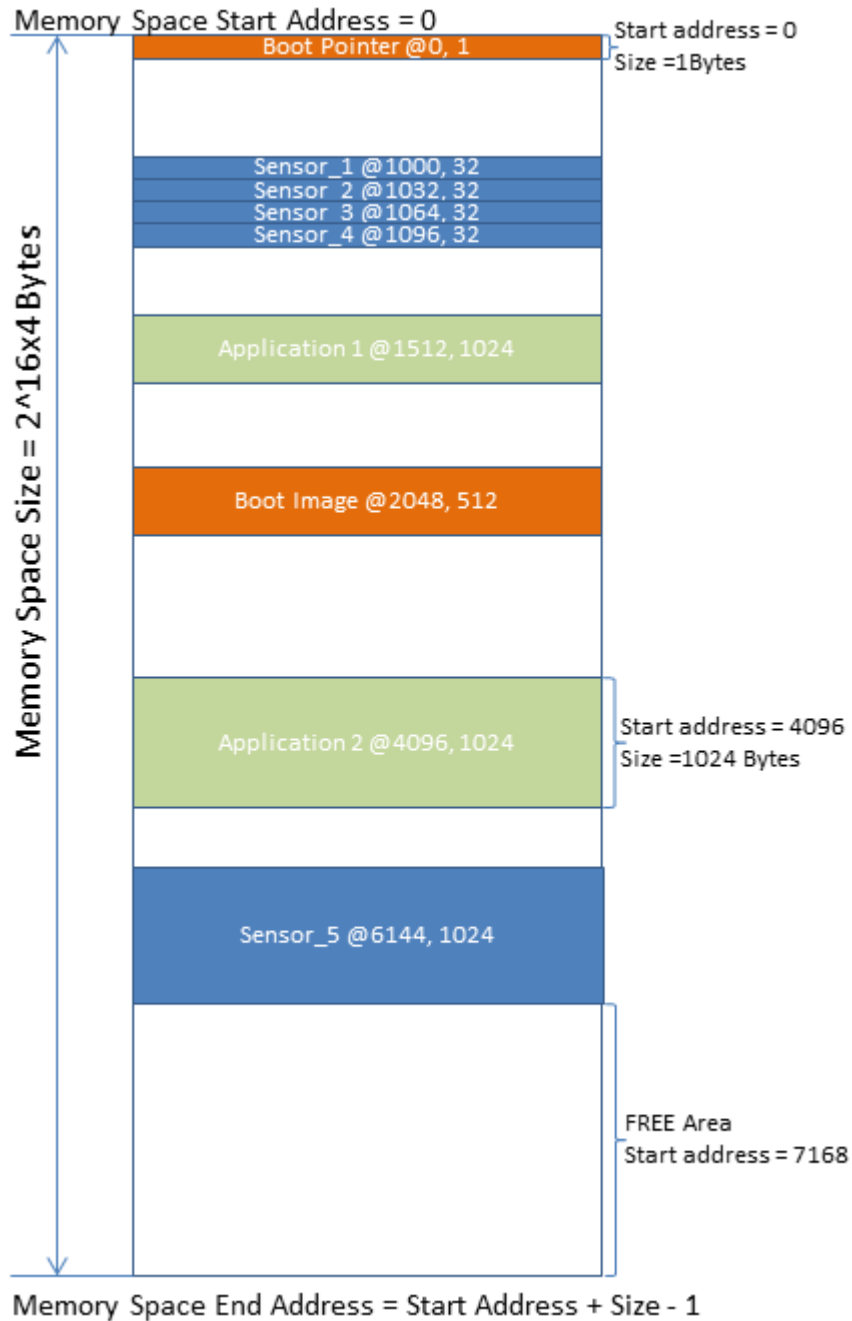 Memory Space Start Address = 0
Boot Pointer @0, 1
Start address = 0
Size =1Bytes
Sensor_1 @1000, 32
Sensor_2 @1032, 32
Sensor_3 @1064, 32
Sensor_4 @1096, 32
Memory Space Size = 2^16x4 Bytes
Application 1 @1512, 1024
Boot Image @2048, 512
Application 2 @4096, 1024
Start address = 4096
Size =1024 Bytes
Sensor_5 @6144, 1024
FREE Area
Start address = 7168
Memory Space End Address = Start Address + Size - 1